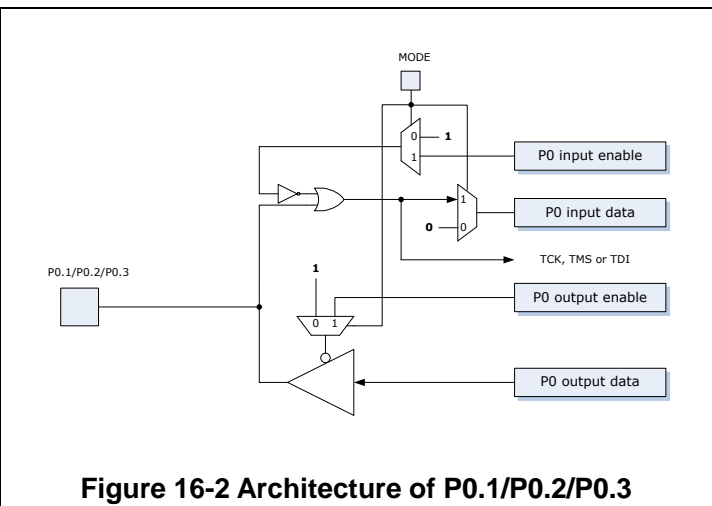 MODE
0 1
1
P0 input enable
1
P0 input data
0 0
TCK, TMS or TDI
P0.1/P0.2/P0.3
1
P0 output enable
0 1
P0 output data
Figure 16-2 Architecture of P0.1/P0.2/P0.3